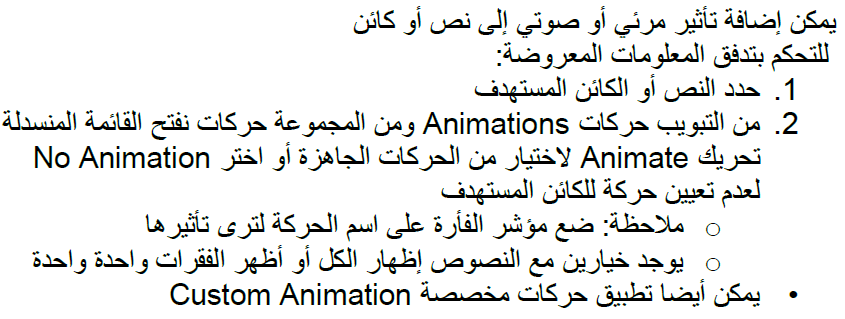 يمكن إضافة تأثير مرئي أو صوتي إلى نص أو كائن
للتحكم بتدفق المعلومات المعروضة:
1. حدد النص أو الكائن المستهدف
2. من التبويب حركات Animations ومن المجموعة حركات نفتح القائمة المنسدلة
تحريك Animate لاختيار من الحركات الجاهزة أو اختر No Animation
لعدم تعيين حركة للكائن المستهدف
○ ملاحظة: ضع مؤشر الفأرة على اسم الحركة لترى تأثيرها
○ يوجد خيارين مع النصوص إظهار الكل أو أظهر الفقرات واحدة واحدة
• يمكن أيضا تطبيق حركات مخصصة Custom Animation